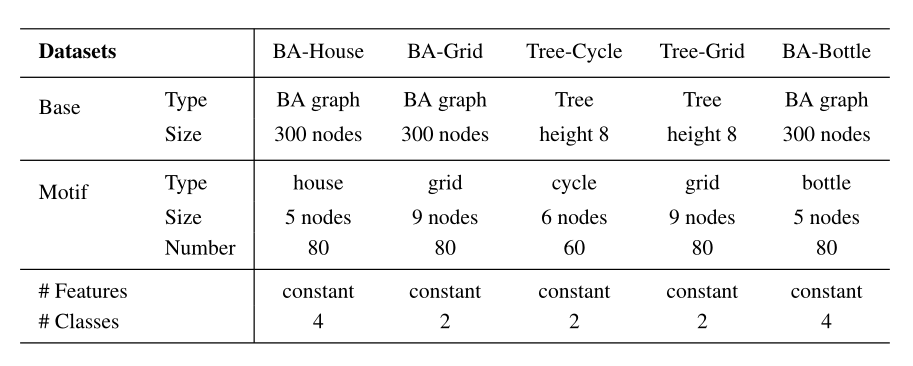 Datasets BA-House BA-Grid Tree-Cycle Tree-Grid BA-Bottle
Base Type BA graph BA graph Tree Tree BA graph
Size 300 nodes 300 nodes height 8 height 8 300 nodes
Motif Type house grid cycle grid bottle
Size 5 nodes 9 nodes 6 nodes 9 nodes 5 nodes
Number 80 80 60 80 80
# Features constant constant constant constant constant
# Classes 4 2 2 2 4